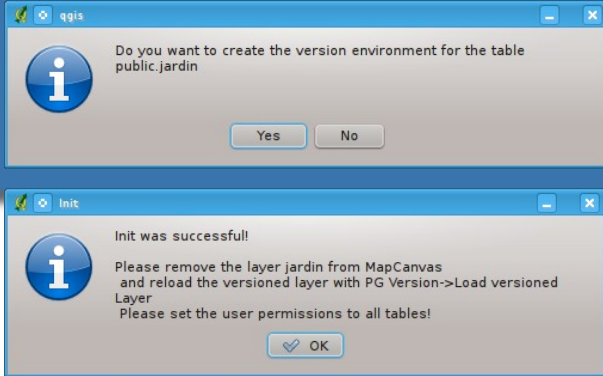 qgis
Do you want to create the version environment for the table
public.jardin
Yes No
Init
Init was successful!
Please remove the layer jardin from MapCanvas
and reload the versioned layer with PG Version->Load versioned
Layer
Please set the user permissions to all tables!
OK